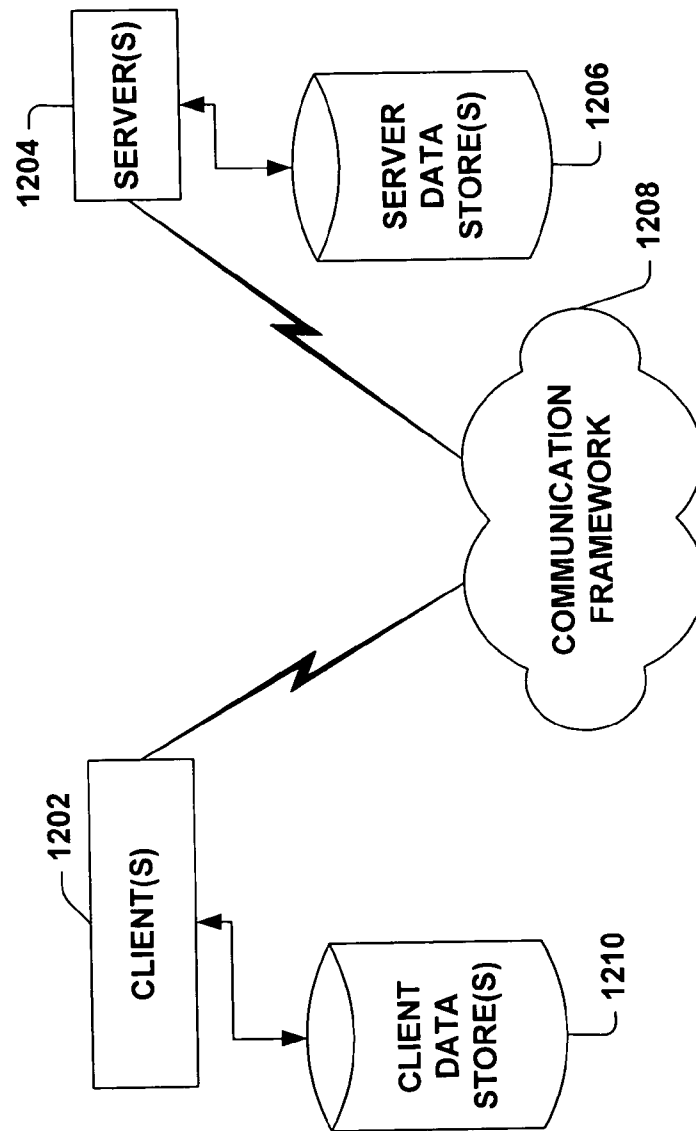 1202
CLIENT(S)
1204
SERVER(S)
CLIENT
DATA
STORE(S)
1210
SERVER
DATA
STORE(S)
1206
1208
COMMUNICATION
FRAMEWORK